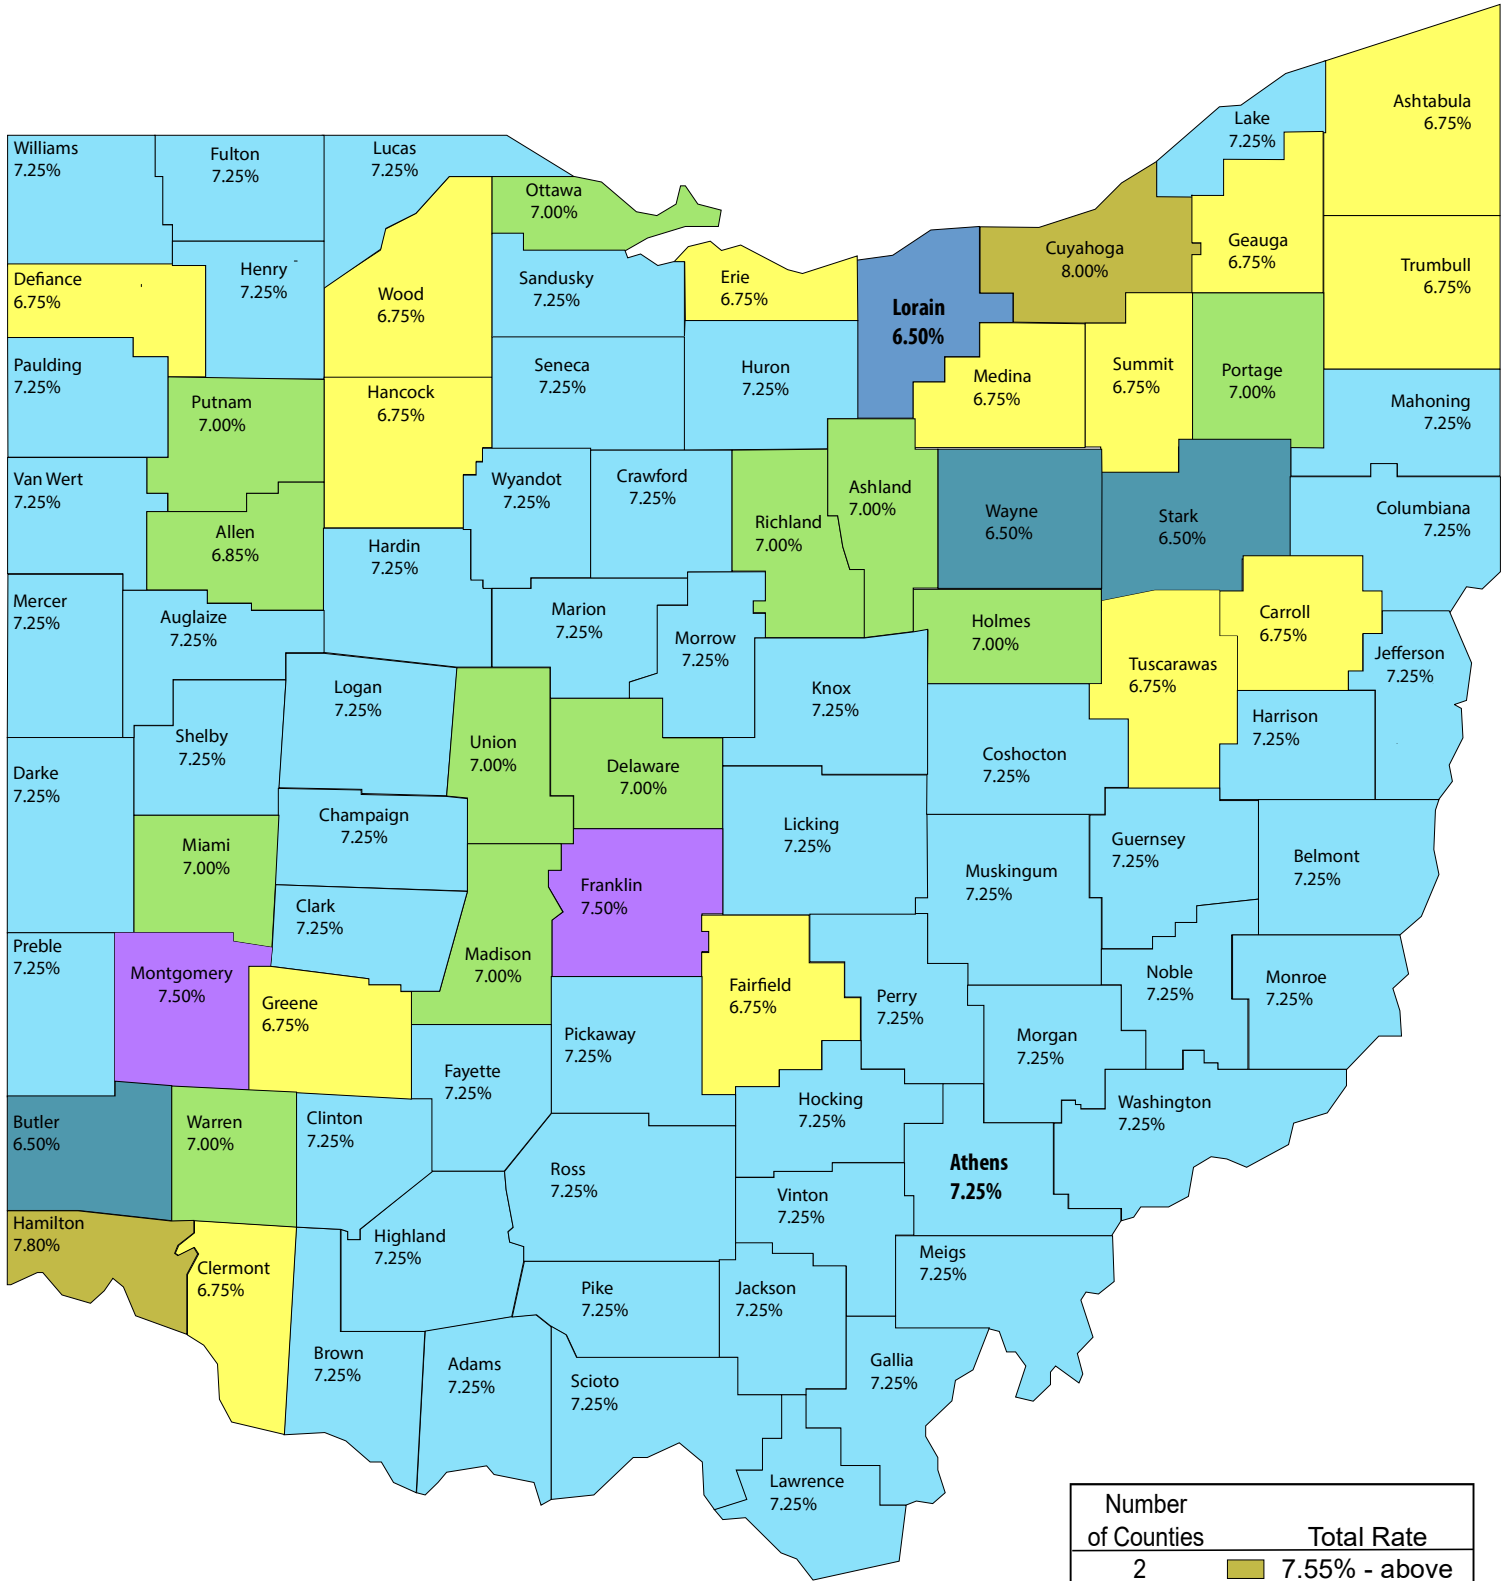 Williams
7.25%
Fulton
7.25%
Lucas
7.25%
Ottawa
7.00%
Lake
7.25%
Ashtabula
6.75%
Defiance
6.75%
Henry
7.25%
Wood
6.75%
Sandusky
7.25%
Erie
6.75%
Lorain
6.50%
Cuyahoga
8.00%
Geauga
6.75%
Trumbull
6.75%
Paulding
7.25%
Putnam
7.00%
Hancock
6.75%
Seneca
7.25%
Huron
7.25%
Medina
6.75%
Summit
6.75%
Portage
7.00%
Mahoning
7.25%
Van Wert
7.25%
Allen
6.85%
Hardin
7.25%
Wyandot
7.25%
Crawford
7.25%
Richland
7.00%
Ashland
7.00%
Wayne
6.50%
Stark
6.50%
Columbiana
7.25%
Mercer
7.25%
Auglaize
7.25%
Marion
7.25%
Morrow
7.25%
Holmes
7.00%
Tuscarawas
6.75%
Carroll
6.75%
Jefferson
7.25%
Shelby
7.25%
Logan
7.25%
Union
7.00%
Delaware
7.00%
Knox
7.25%
Coshocton
7.25%
Harrison
7.25%
Darke
7.25%
Miami
7.00%
Champaign
7.25%
Licking
7.25%
Muskingum
7.25%
Guernsey
7.25%
Belmont
7.25%
Clark
7.25%
Franklin
7.50%
Preble
7.25%
Montgomery
7.50%
Greene
6.75%
Madison
7.00%
Fairfield
6.75%
Perry
7.25%
Noble
7.25%
Monroe
7.25%
Pickaway
7.25%
Morgan
7.25%
Fayette
7.25%
Hocking
7.25%
Washington
7.25%
Butler
6.50%
Warren
7.00%
Clinton
7.25%
Ross
7.25%
Athens
7.25%
Vinton
7.25%
Hamilton
7.80%
Clermont
6.75%
Highland
7.25%
Pike
7.25%
Jackson
7.25%
Meigs
7.25%
Brown
7.25%
Adams
7.25%
Scioto
7.25%
Gallia
7.25%
Lawrence
7.25%
Number
of Counties Total Rate
2 7.55% - above